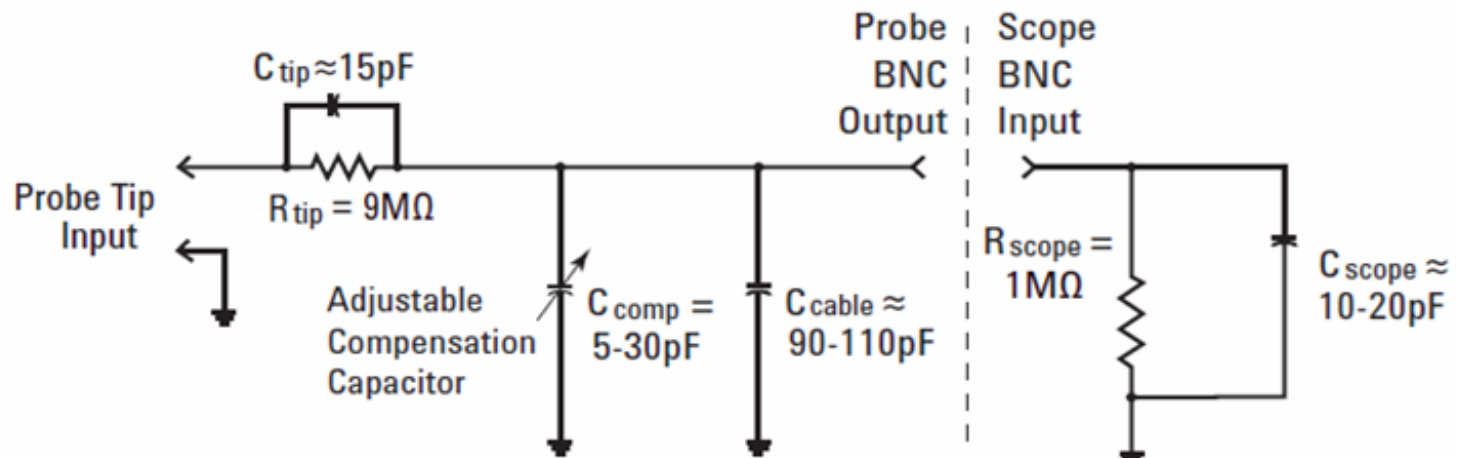 Probe Tip
Input
C tip ≈15pF
R tip = 9MΩ
Adjustable
Compensation
Capacitor
C comp =
5-30pF
C cable ≈
90-110pF
Probe
BNC
Output
Scope
BNC
Input
R scope =
1MΩ
C scope ≈
10-20pF